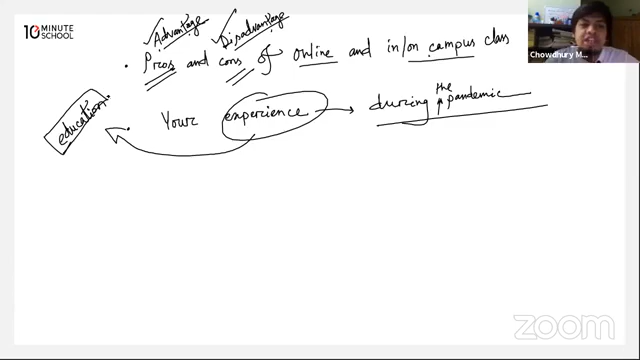 10 MINUTE SCHOOL
Advantage Disadvantage
Pros and cons of online and in/on campus class
education
Your experience → during the pandemic
Chowdhury M...
zoom